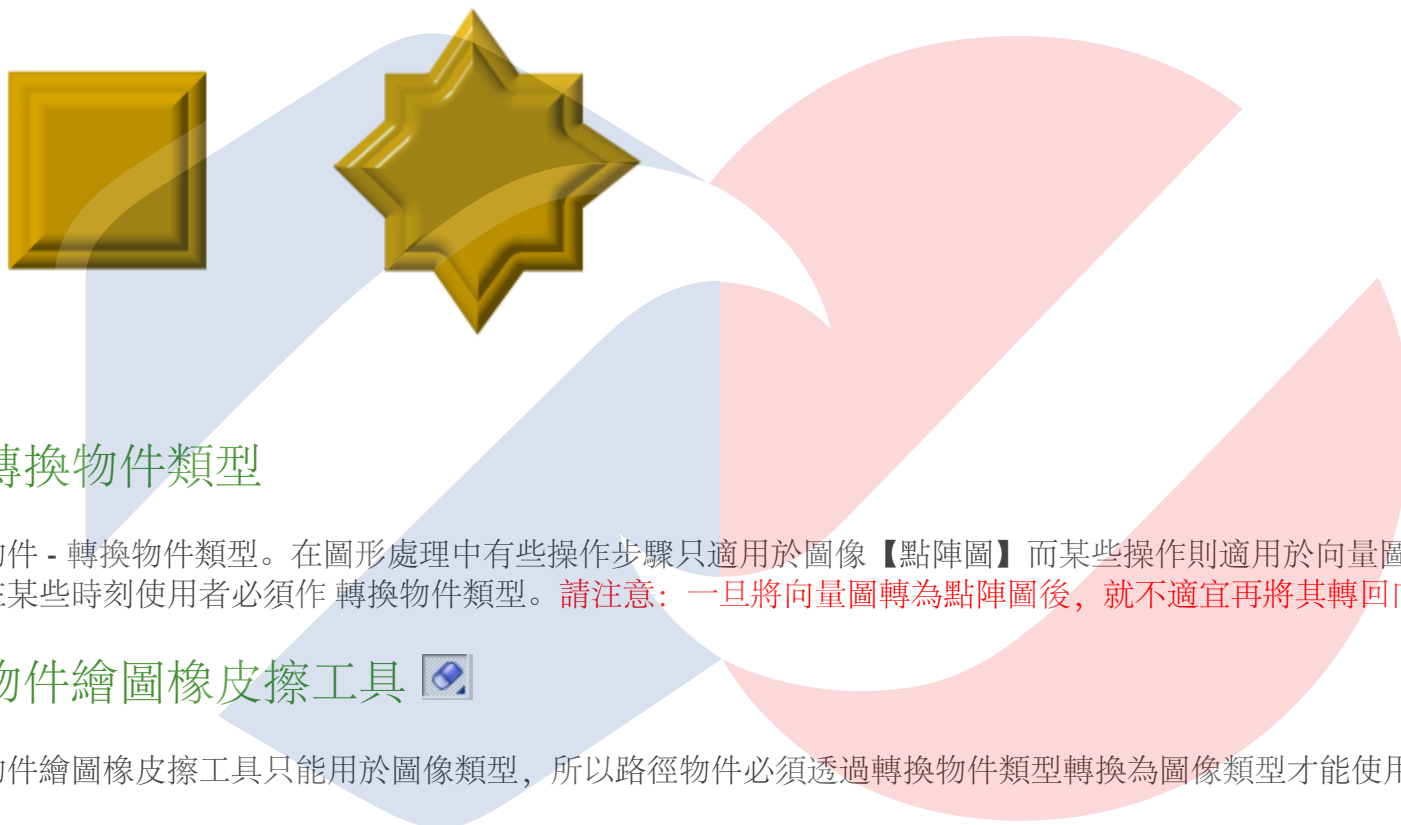 轉換物件類型
物件 - 轉換物件類型。在圖形處理中有些操作步驟只適用於圖像【點陣圖】而某些操作則適用於向量圖
在某些時刻使用者必須作 轉換物件類型。請注意：一旦將向量圖轉為點陣圖後，就不適宜再將其轉回向
物件繪圖橡皮擦工具
物件繪圖橡皮擦工具只能用於圖像類型，所以路徑物件必須透過轉換物件類型轉換為圖像類型才能使用